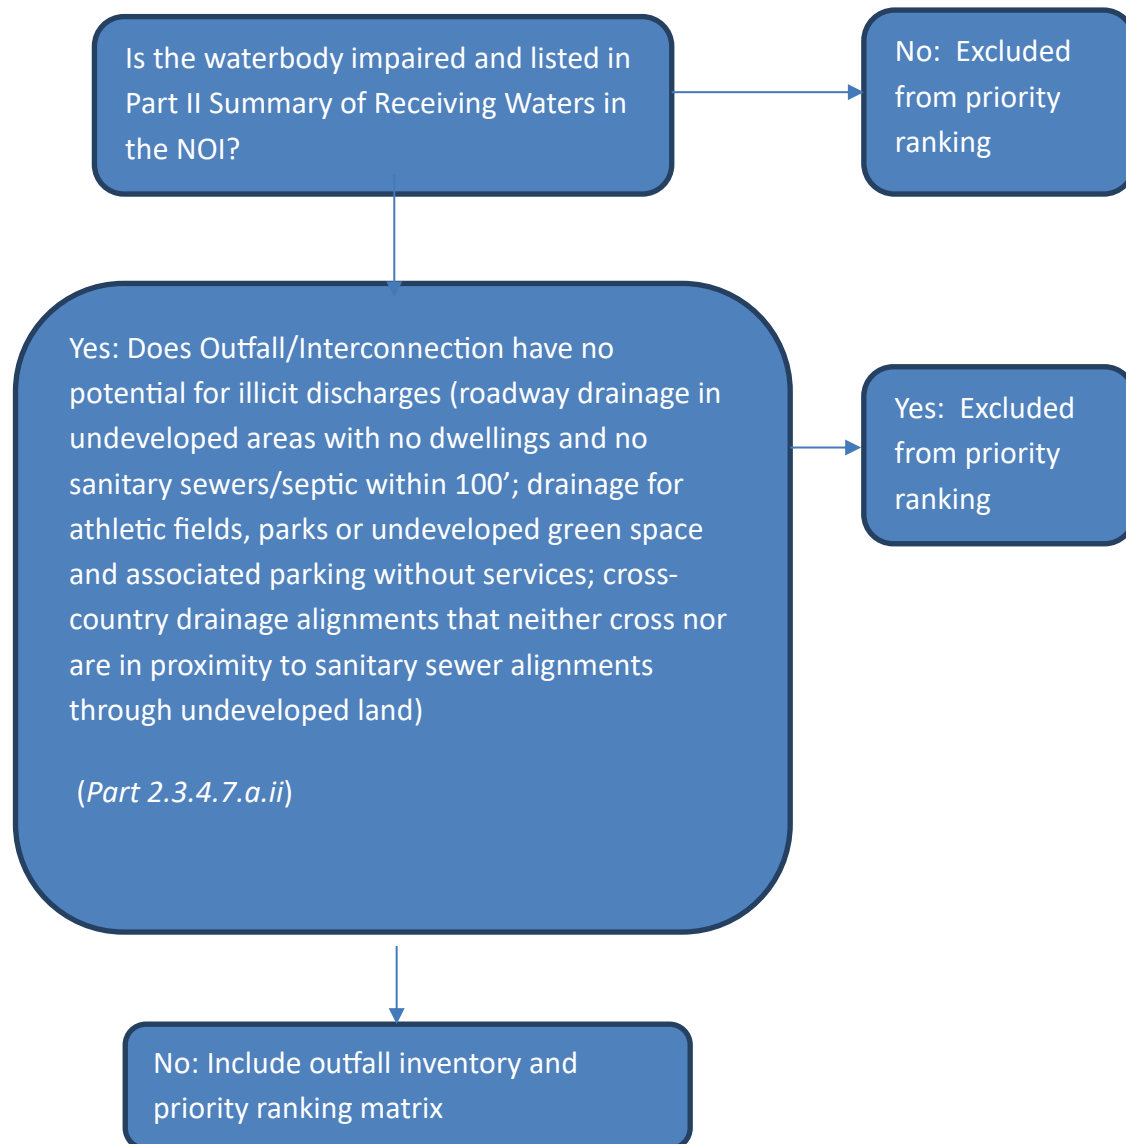 Is the waterbody impaired and listed in
Part II Summary of Receiving Waters in
the NOI?
No:  Excluded
from priority
ranking
Yes: Does Outfall/Interconnection have no
potential for illicit discharges (roadway drainage in
undeveloped areas with no dwellings and no
sanitary sewers/septic within 100’; drainage for
athletic fields, parks or undeveloped green space
and associated parking without services; cross-
country drainage alignments that neither cross nor
are in proximity to sanitary sewer alignments
through undeveloped land)
(Part 2.3.4.7.a.ii)
Yes:  Excluded
from priority
ranking
No: Include outfall inventory and
priority ranking matrix